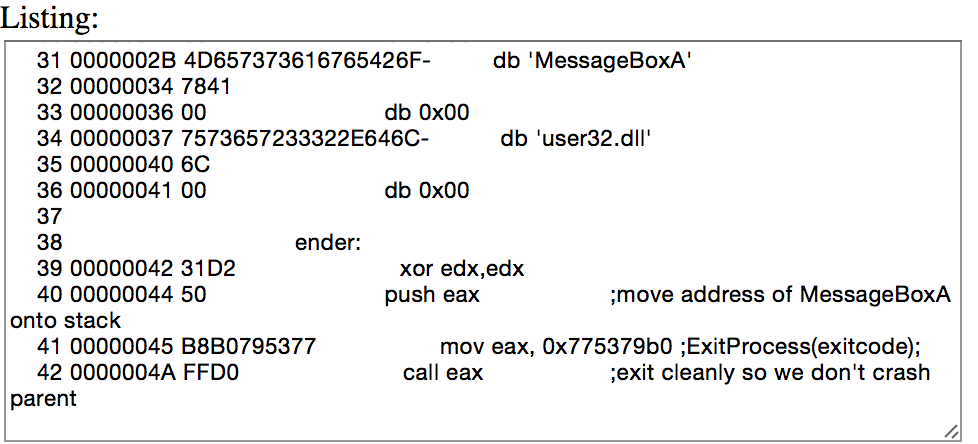 Listing:
31 0000002B 4D657373616765426F- db 'MessageBoxA'
32 00000034 7841
33 00000036 00 db 0x00
34 00000037 7573657233322E646C- db 'user32.dll'
35 00000040 6C
36 00000041 00 db 0x00
37
38 ender:
39 00000042 31D2 xor edx,edx
40 00000044 50 push eax ;move address of MessageBoxA
onto stack
41 00000045 B8B0795377 mov eax, 0x775379b0 ;ExitProcess(exitcode);
42 0000004A FFD0 call eax ;exit cleanly so we don't crash
parent